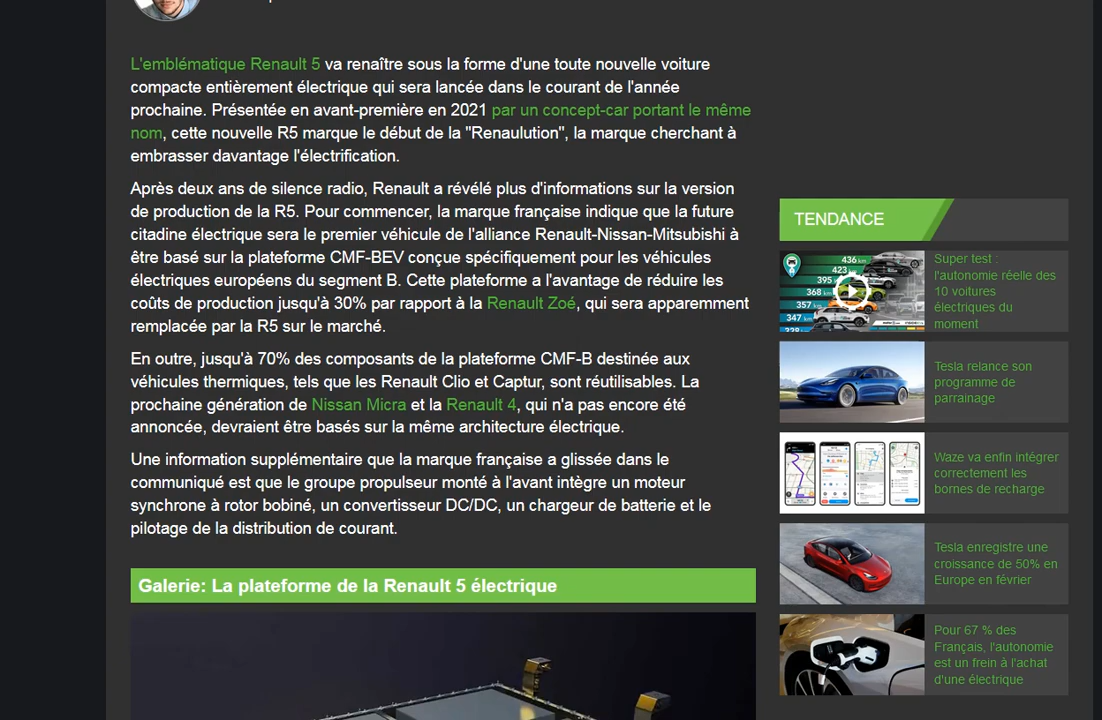 L'emblématique Renault 5 va renaître sous la forme d'une toute nouvelle voiture
compacte entièrement électrique qui sera lancée dans le courant de l'année
prochaine. Présentée en avant-première en 2021 par un concept-car portant le même
nom, cette nouvelle R5 marque le début de la "Renaulution", la marque cherchant à
embrasser davantage l'électrification.
Après deux ans de silence radio, Renault a révélé plus d'informations sur la version
de production de la R5. Pour commencer, la marque française indique que la future
citadine électrique sera le premier véhicule de l'alliance Renault-Nissan-Mitsubishi à
être basé sur la plateforme CMF-BEV conçue spécifiquement pour les véhicules
électriques européens du segment B. Cette plateforme a l'avantage de réduire les
coûts de production jusqu'à 30% par rapport à la Renault Zoé, qui sera apparemment
remplacée par la R5 sur le marché.
En outre, jusqu'à 70% des composants de la plateforme CMF-B destinée aux
véhicules thermiques, tels que les Renault Clio et Captur, sont réutilisables. La
prochaine génération de Nissan Micra et la Renault 4, qui n'a pas encore été
annoncée, devraient être basés sur la même architecture électrique.
Une information supplémentaire que la marque française a glissée dans le
communiqué est que le groupe propulseur monté à l'avant intègre un moteur
synchrone à rotor bobiné, un convertisseur DC/DC, un chargeur de batterie et le
pilotage de la distribution de courant.
Galerie: La plateforme de la Renault 5 électrique
TENDANCE
436 km
423
395
368 km
357 km
347 km
Super test :
l'autonomie réelle des
10 voitures
électriques du
moment
Tesla relance son
programme de
parrainage
Waze va enfin intégrer
correctement les
bornes de recharge
Tesla enregistre une
croissance de 50% en
Europe en février
Pour 67 % des
Français, l'autonomie
est un frein à l'achat
d'une électrique